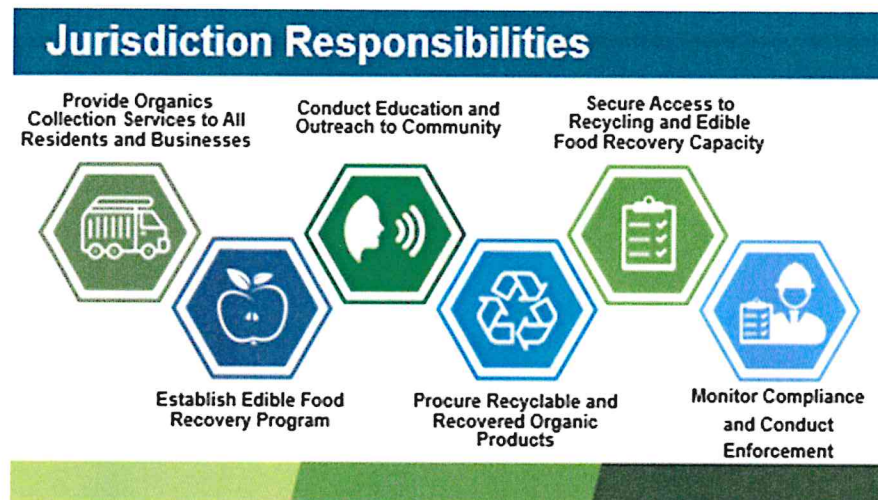 Jurisdiction Responsibilities
Provide Organics
Collection Services to All
Residents and Businesses
Conduct Education and
Outreach to Community
Secure Access to
Recycling and Edible
Food Recovery Capacity
Establish Edible Food
Recovery Program
Procure Recyclable and
Recovered Organic
Products
Monitor Compliance
and Conduct
Enforcement